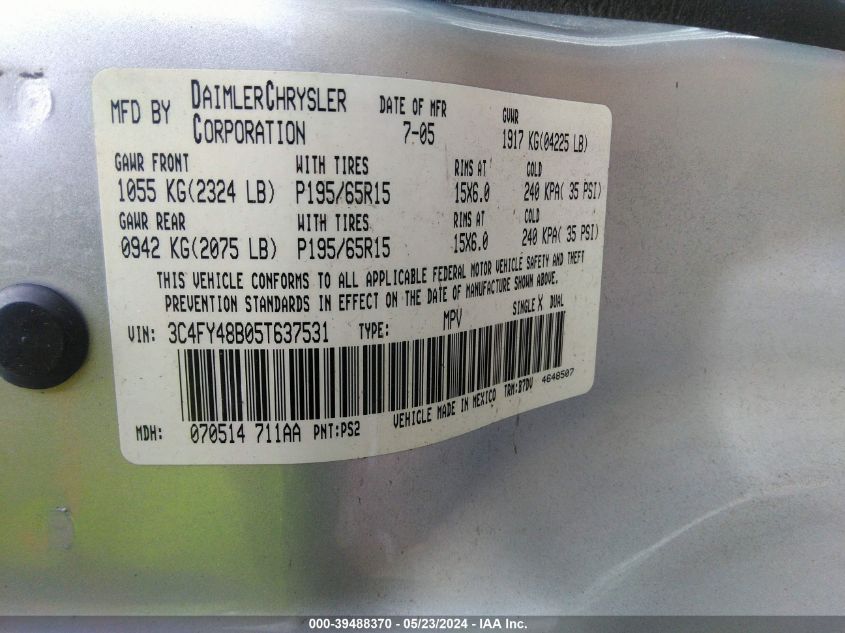 MFD BY DAIMLERCHRYSLER CORPORATION DATE OF MFR 7-05 GVWR 1917 KG(04225 LB)
GAWR FRONT WITH TIRES RIMS AT COLD
1055 KG(2324 LB) P195/65R15 15X6.0 240 KPA( 35 PSI)
GAWR REAR WITH TIRES RIMS AT COLD
0942 KG(2075 LB) P195/65R15 15X6.0 240 KPA( 35 PSI)
THIS VEHICLE CONFORMS TO ALL APPLICABLE FEDERAL MOTOR VEHICLE SAFETY AND THEFT
PREVENTION STANDARDS IN EFFECT ON THE DATE OF MANUFACTURE SHOWN ABOVE.
VIN: 3C4FY48B05T637531 TYPE: MPV SINGLE X DUAL
MDH: 070514 711AA PNT:PS2 VEHICLE MADE IN MEXICO TRM:B7DV 4648507
000-39488370 - 05/23/2024 - IAA Inc.